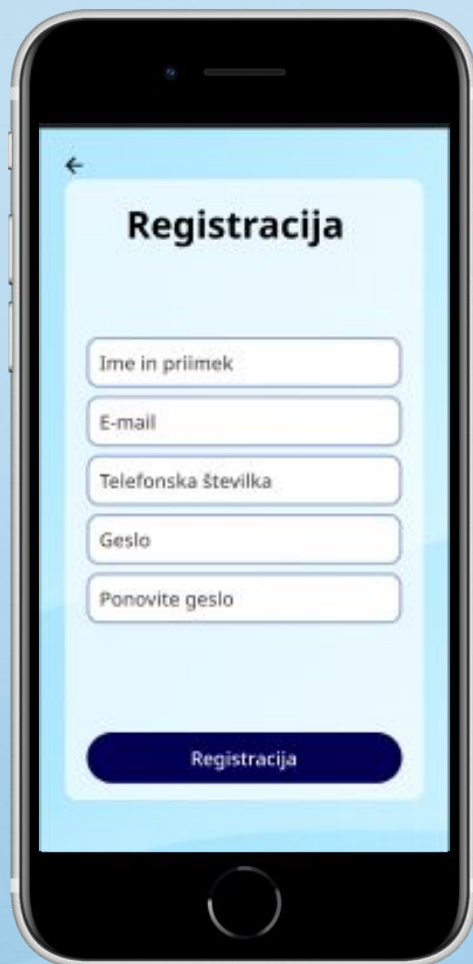 Registracija
Ime in priimek
E-mail
Telefonska številka
Geslo
Ponovite geslo
Registracija